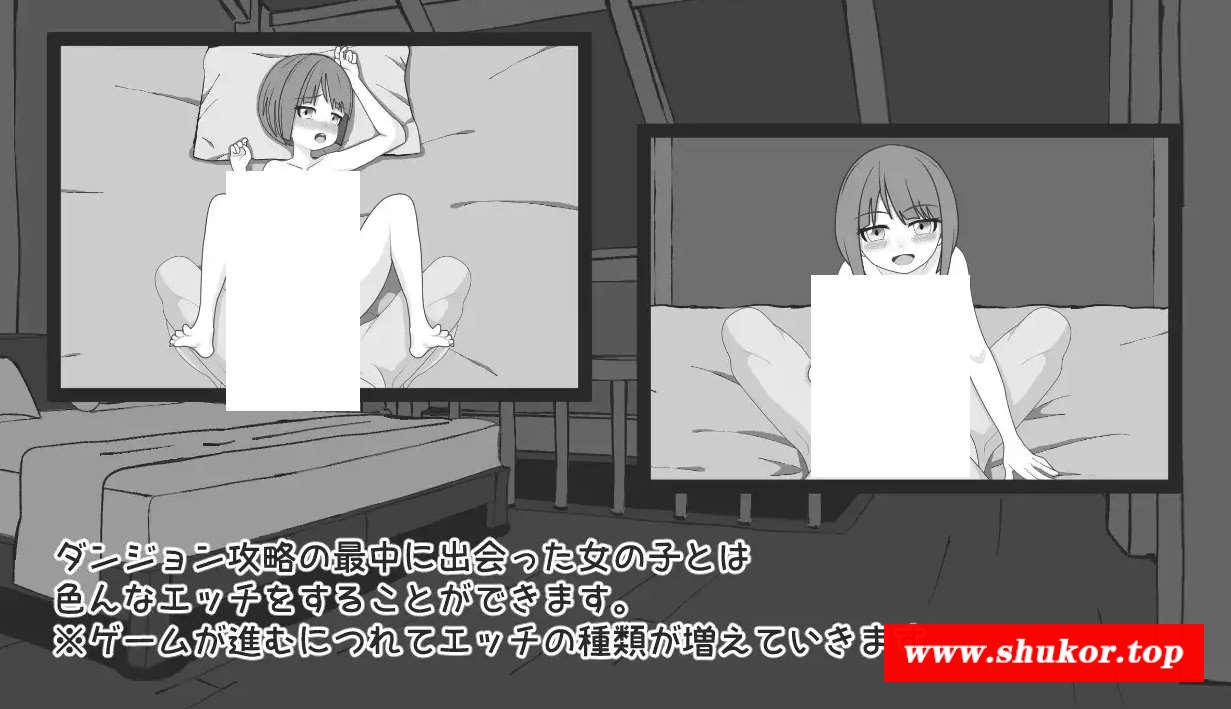 ダンジョン攻略の最中に出会った女の子とは
色んなエッチをすることができます。
※ゲームが進むにつれてエッチの種類が増えていきます
www.shukor.top